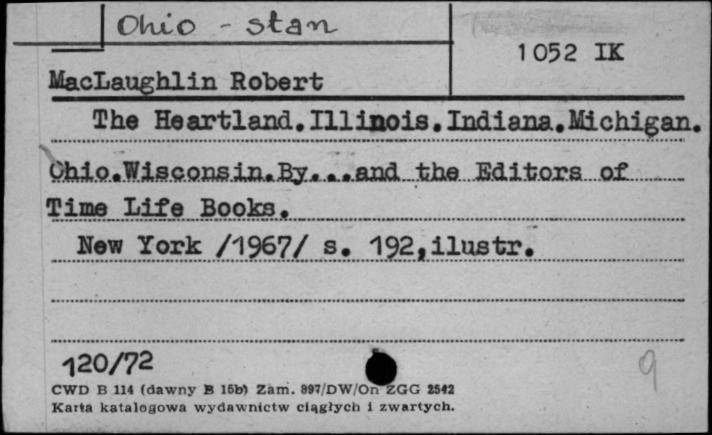 Ohio - stan
1052 IK
MacLaughlin Robert
The Heartland.Illinois.Indiana.Michigan.
Ohio.Wisconsin.By...and the Editors of
Time Life Books.
New York /1967/ s. 192,ilustr.
120/72
9
CWD B 114 (dawny B 15b) Zam. 897/DW/On ZGG 2542
Karta katalogowa wydawnictw ciągłych i zwartych.